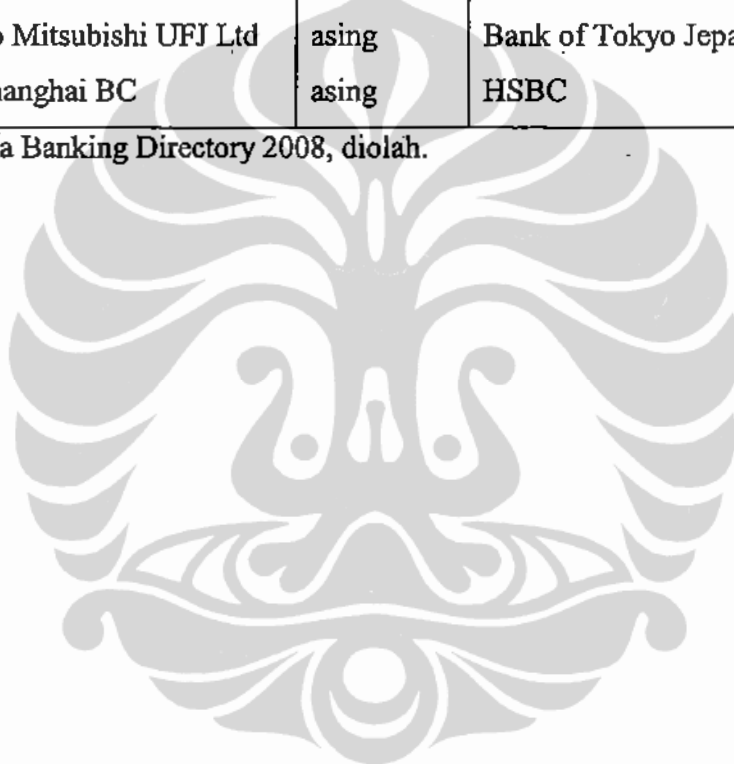 o Mitsubishi UFJ Ltd asing Bank of Tokyo Jepa
hanghai BC asing HSBC
a Banking Directory 2008, diolah.